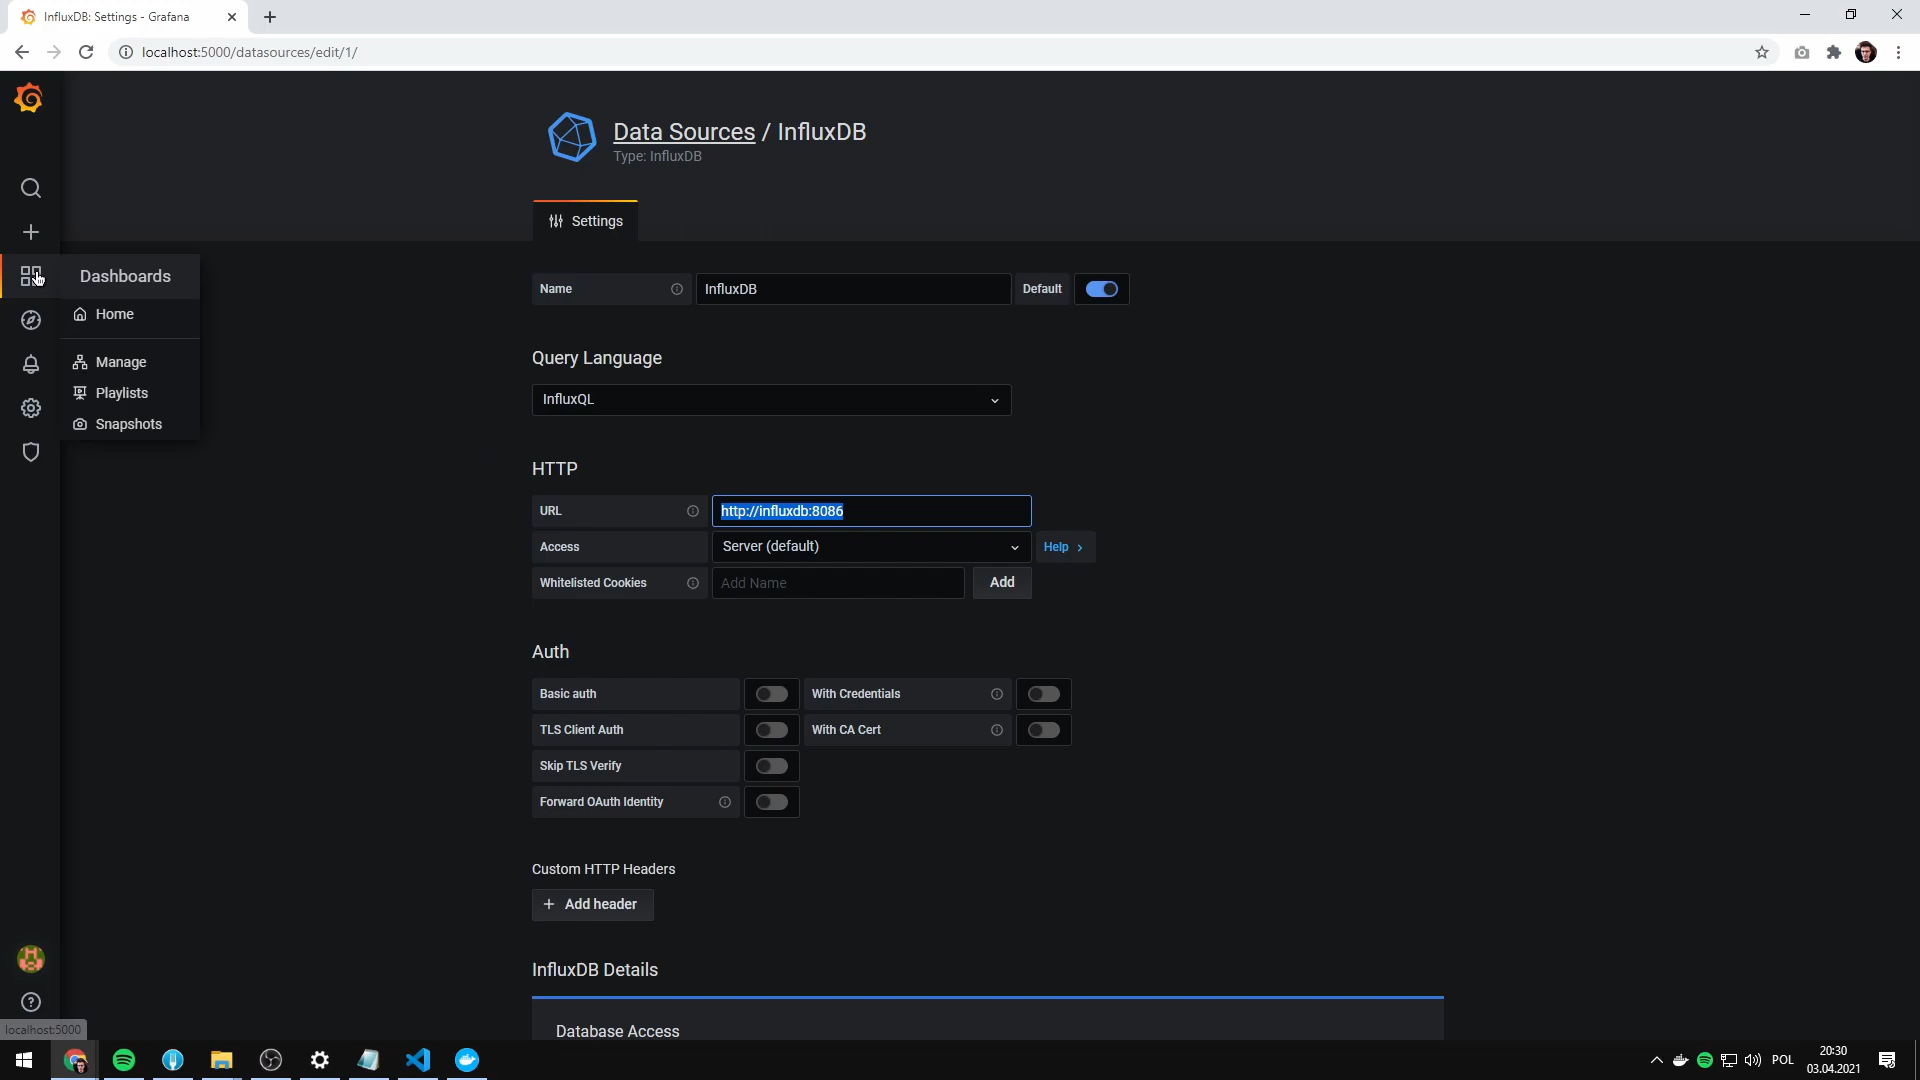 InfluxDB: Settings - Grafana
localhost:5000/datasources/edit/1/
Data Sources / InfluxDB
Type: InfluxDB
Settings
Dashboards
Home
Manage
Playlists
Snapshots
Name
InfluxDB
Default
Query Language
InfluxQL
HTTP
URL
http://influxdb:8086
Access
Server (default)
Help
Whitelisted Cookies
Add Name
Add
Auth
Basic auth
With Credentials
TLS Client Auth
With CA Cert
Skip TLS Verify
Forward OAuth Identity
Custom HTTP Headers
Add header
InfluxDB Details
Database Access
localhost:5000
POL
20:30
03.04.2021